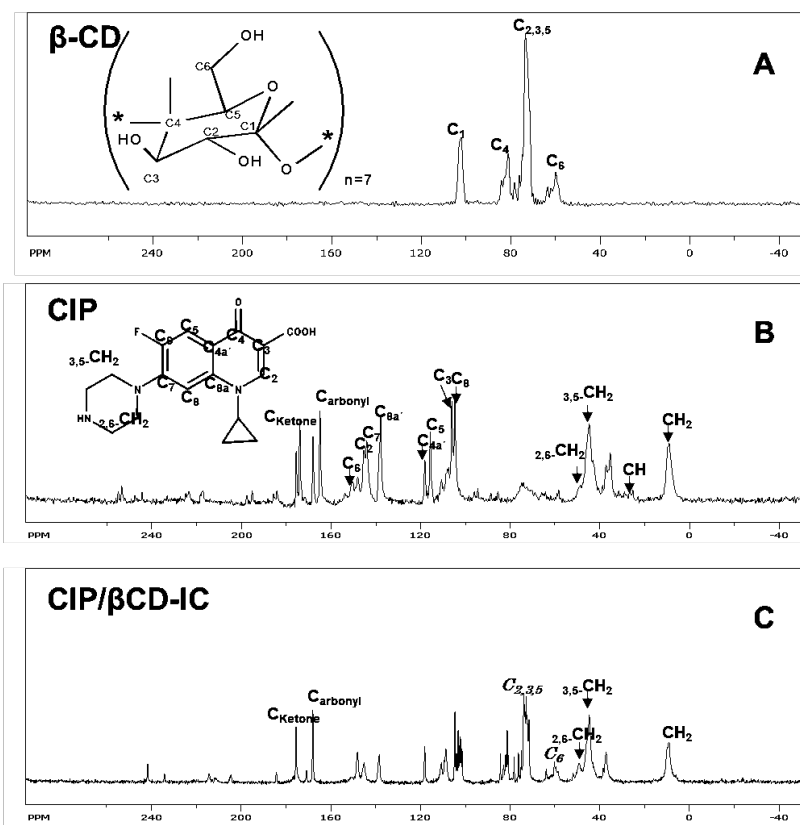 β-CD
A
OH
C6
O
C5
C4
*
HO
C2
C1
*
OH
O
C3
n=7
C2,3,5
C1
C4
C6
PPM 240 200 160 120 80 40 0 -40
CIP
B
O
C5
C4
COOH
F
C6
C4a´
C3
3,5-CH2
N
C7
C8
C8a
C2
HN
2,6-CH2
N
CKetone
Carbonyl
C8a´
C7
C2
C6
C3
C8
C5
C4a´
3,5-CH2
2,6-CH2
CH
CH2
PPM 240 200 160 120 80 40 0 -40
CIP/βCD-IC
C
CKetone
Carbonyl
C2,3,5
3,5-CH2
2,6-CH2
C6
CH2
PPM 240 200 160 120 80 40 0 -40